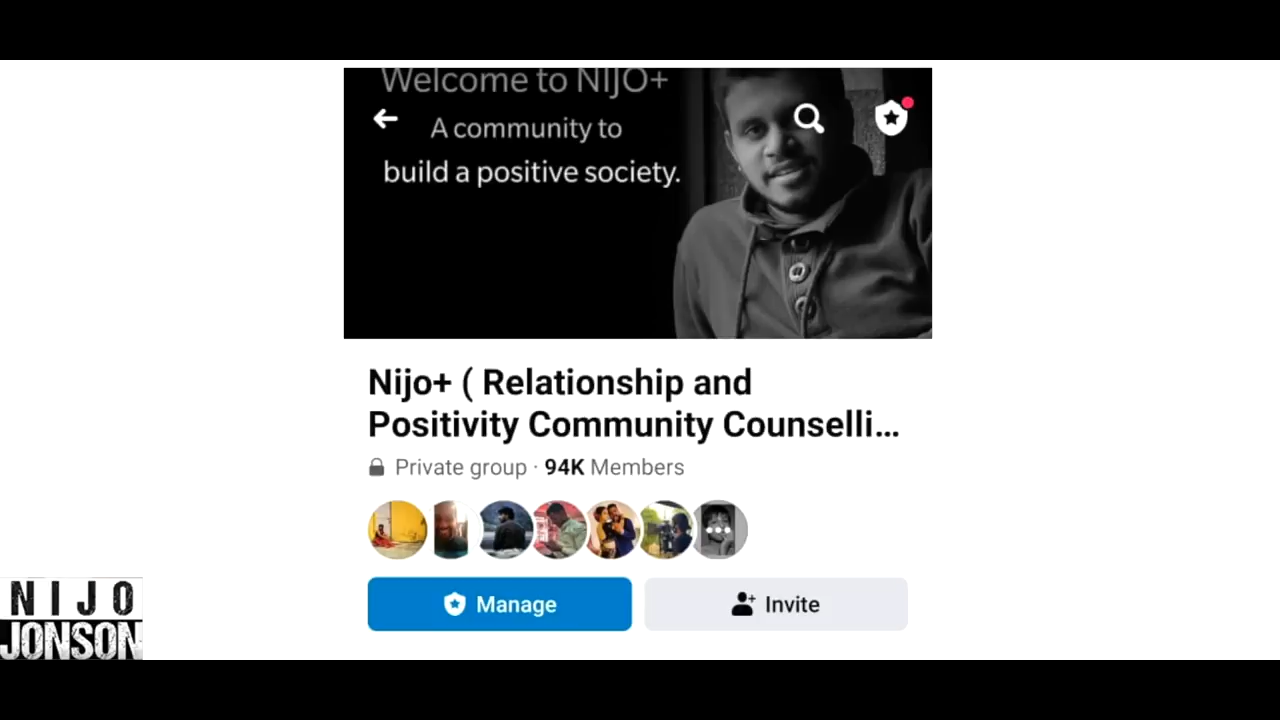 Welcome to NIJO+
A community to
build a positive society.
Nijo+ ( Relationship and
Positivity Community Counselli...
Private group · 94K Members
Manage
Invite
NIJO
JONSON